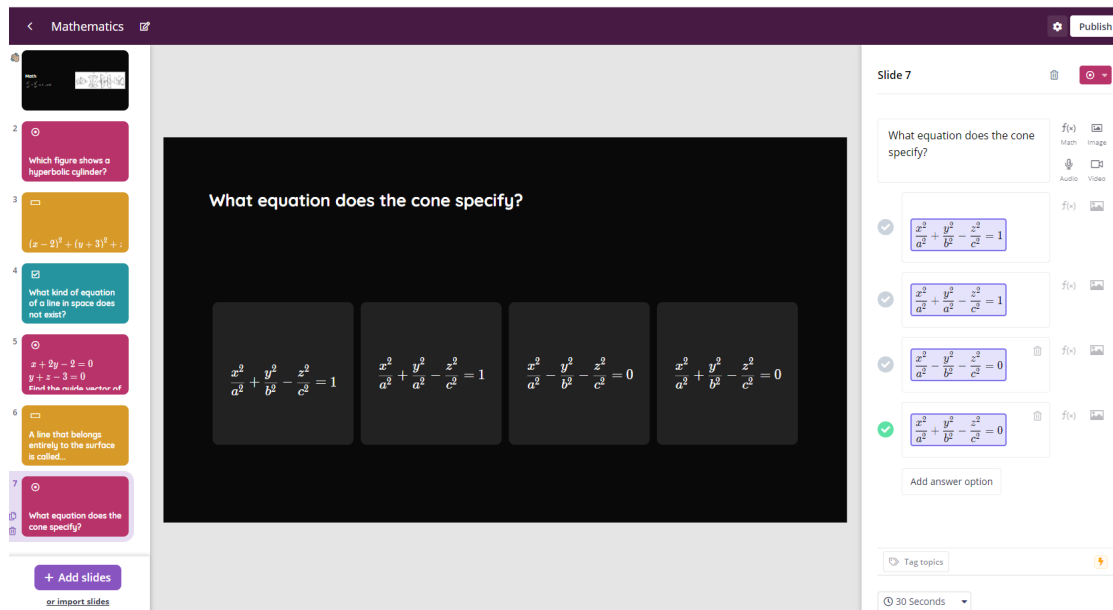 Mathematics
Publish
Math
2
Which figure shows a
hyperbolic cylinder?
3
(x − 2)² + (y + 3)² + :
4
What kind of equation
of a line in space does
not exist?
5
x + 2y − 2 = 0
y + z − 3 = 0
Find the guide vector of
6
A line that belongs
entirely to the surface
is called...
7
What equation does the
cone specify?
+ Add slides
or import slides
What equation does the cone specify?
x²/a² + y²/b² − z²/c² = 1
x²/a² + y²/a² − z²/c² = 1
x²/a² − y²/b² − z²/c² = 0
x²/a² + y²/b² − z²/c² = 0
Slide 7
What equation does the cone
specify?
f(×)
Math
Image
Audio
Video
x²/a² + y²/b² − z²/c² = 1
f(×)
x²/a² + y²/a² − z²/c² = 1
f(×)
x²/a² − y²/b² − z²/c² = 0
f(×)
x²/a² + y²/b² − z²/c² = 0
f(×)
Add answer option
Tag topics
30 Seconds